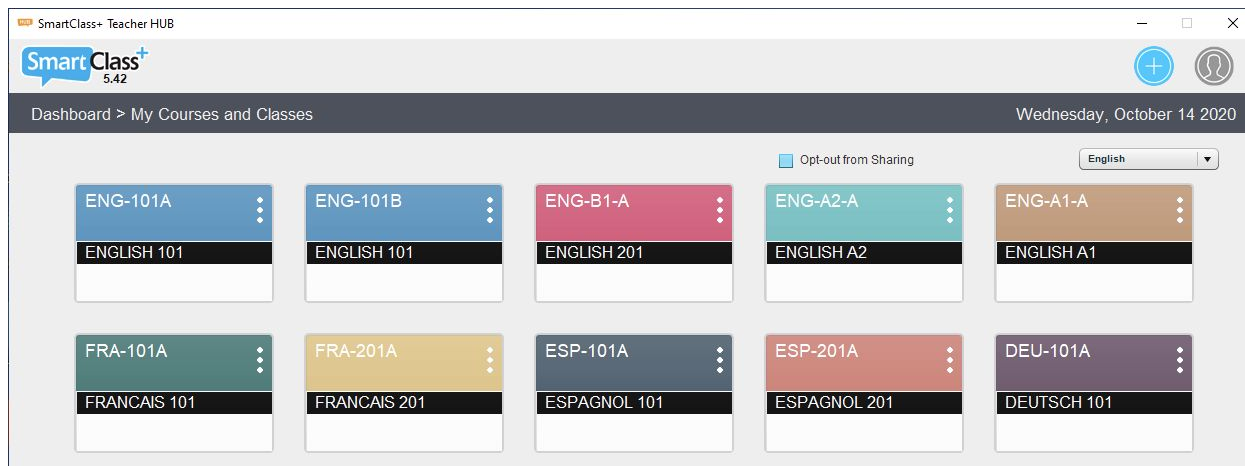 HUB SmartClass+ Teacher HUB
SmartClass+
5.42
Dashboard > My Courses and Classes
Wednesday, October 14 2020
Opt-out from Sharing
English
ENG-101A
ENGLISH 101
ENG-101B
ENGLISH 101
ENG-B1-A
ENGLISH 201
ENG-A2-A
ENGLISH A2
ENG-A1-A
ENGLISH A1
FRA-101A
FRANCAIS 101
FRA-201A
FRANCAIS 201
ESP-101A
ESPAGNOL 101
ESP-201A
ESPAGNOL 201
DEU-101A
DEUTSCH 101